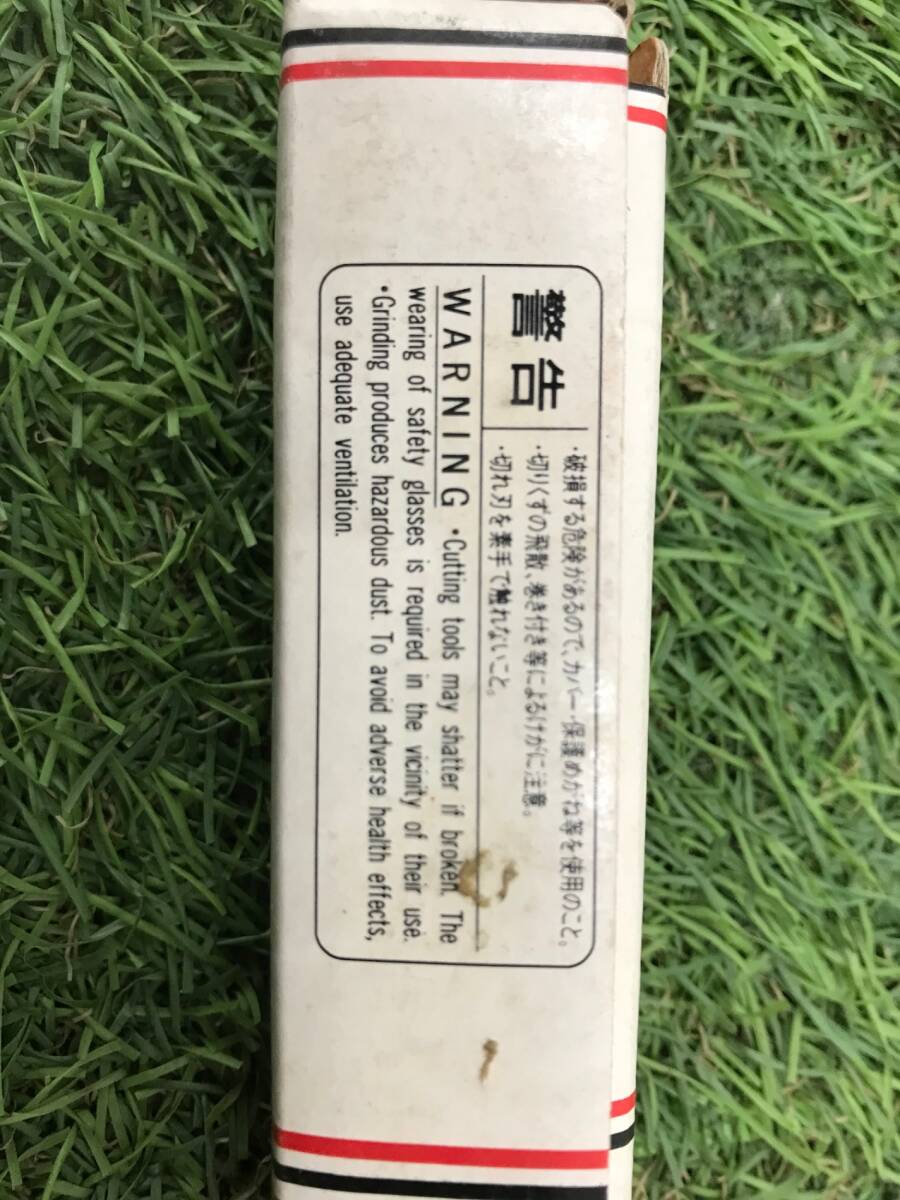 警告
・破損する危険があるので、カバー・保護めがね等を使用のこと。
・切りくずの飛散、巻き付き等によるけがに注意。
・切れ刃を素手で触れないこと。
WARNING •Cutting tools may shatter if broken. The
wearing of safety glasses is required in the vicinity of their use.
•Grinding produces hazardous dust. To avoid adverse health effects,
use adequate ventilation.